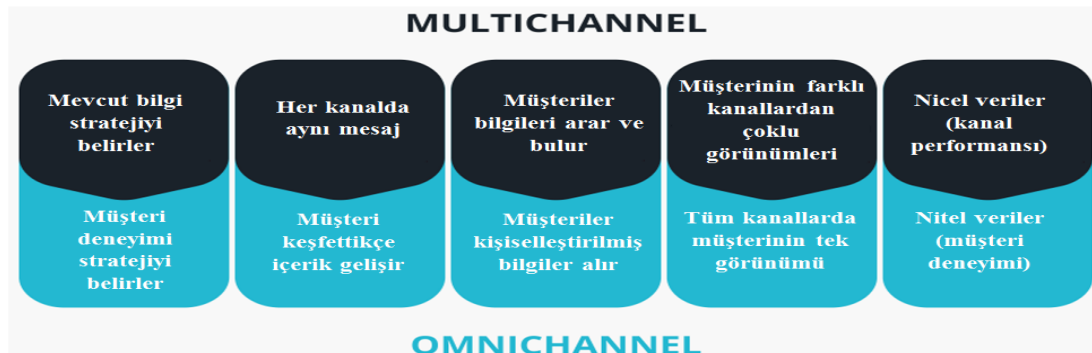 MULTICHANNEL
Mevcut bilgi
stratejiyi
belirler
Her kanalda
aynı mesaj
Müşteriler
bilgileri arar ve
bulur
Müşterinin farklı
kanallardan
çoklu
görünümleri
Nicel veriler
(kanal
performansı)
Müşteri
deneyimi
stratejiyi
belirler
Müşteri
keşfettikçe
içerik gelişir
Müşteriler
kişiselleştirilmiş
bilgiler alır
Tüm kanallarda
müşterinin tek
görünümü
Nitel veriler
(müşteri
deneyimi)
OMNICHANNEL